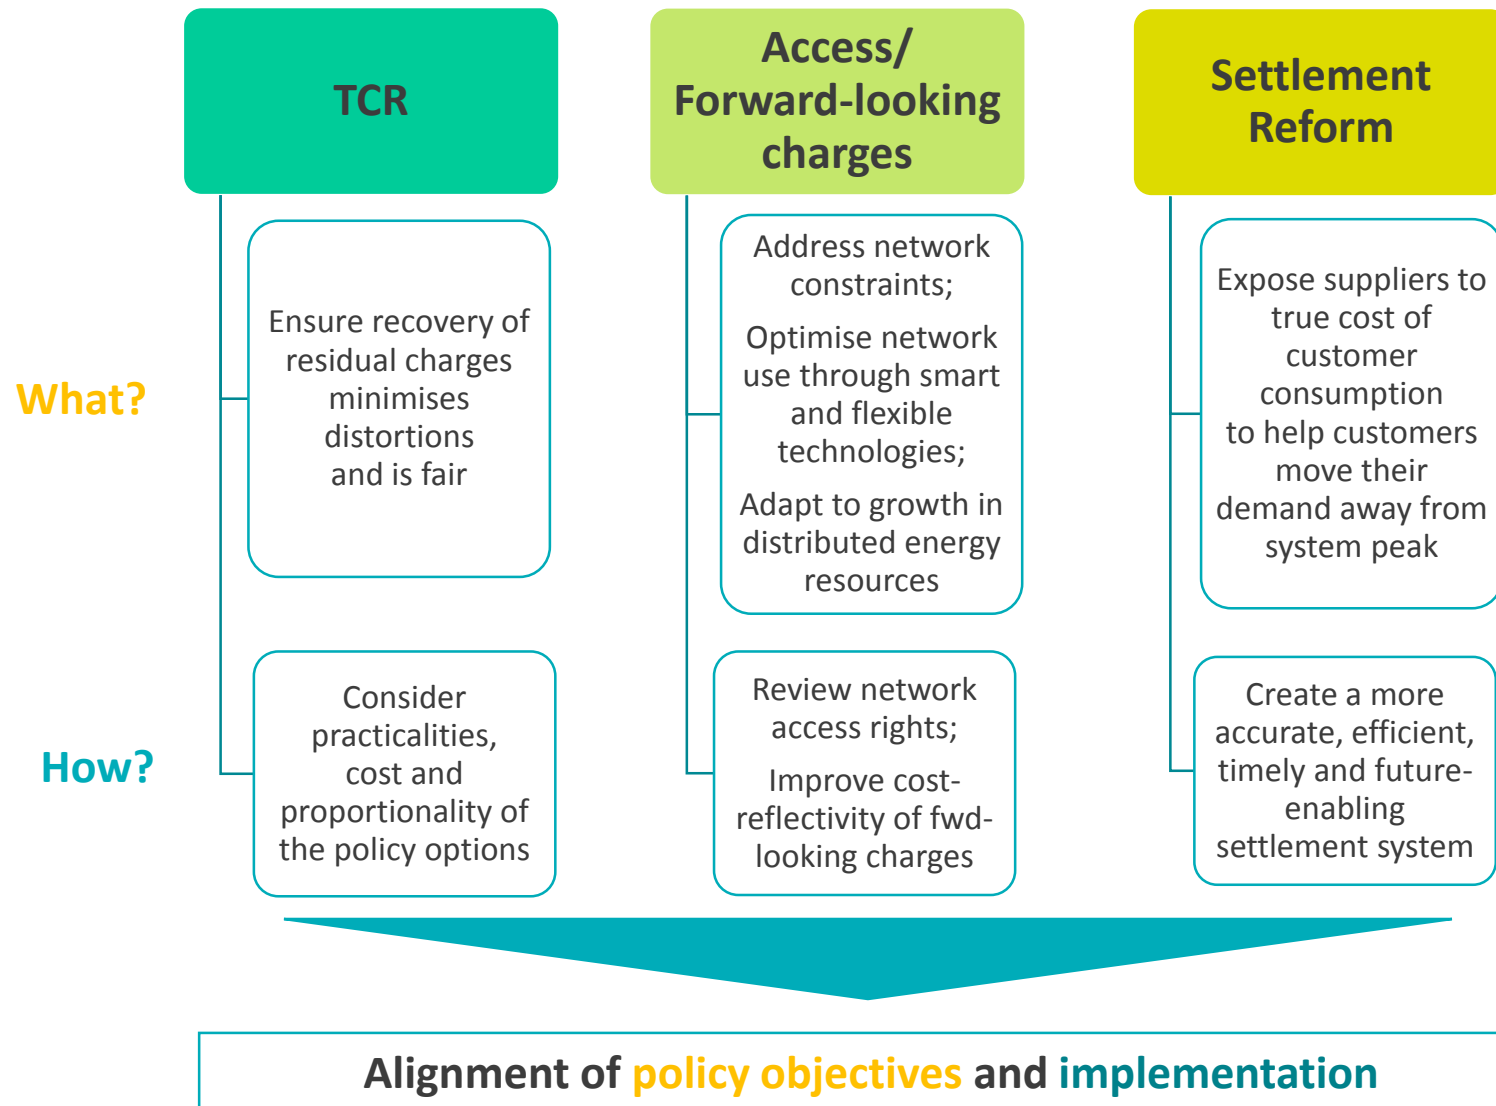 TCR
Access/
Forward-looking
charges
Settlement
Reform
What?
Ensure recovery of
residual charges
minimises
distortions
and is fair
Address network
constraints;
Optimise network
use through smart
and flexible
technologies;
Adapt to growth in
distributed energy
resources
Expose suppliers to
true cost of
customer
consumption
to help customers
move their
demand away from
system peak
How?
Consider
practicalities,
cost and
proportionality of
the policy options
Review network
access rights;
Improve cost-
reflectivity of fwd-
looking charges
Create a more
accurate, efficient,
timely and future-
enabling
settlement system
Alignment of policy objectives and implementation